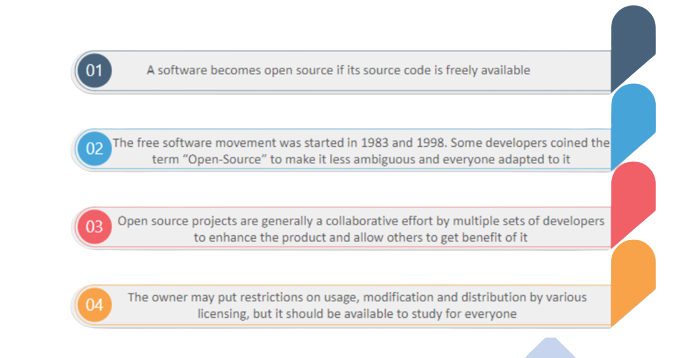 01
A software becomes open source if its source code is freely available
02
The free software movement was started in 1983 and 1998. Some developers coined the
term "Open-Source" to make it less ambiguous and everyone adapted to it
03
Open source projects are generally a collaborative effort by multiple sets of developers
to enhance the product and allow others to get benefit of it
04
The owner may put restrictions on usage, modification and distribution by various
licensing, but it should be available to study for everyone